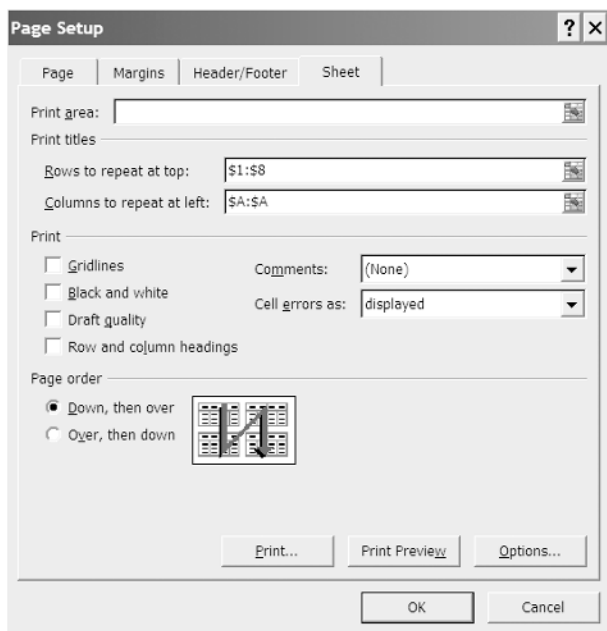 Page Setup ? ×
Page Margins Header/Footer Sheet
Print area:
Print titles
Rows to repeat at top: $1:$8
Columns to repeat at left: $A:$A
Print
Gridlines Comments: (None)
Black and white Cell errors as: displayed
Draft quality
Row and column headings
Page order
Down, then over
Over, then down
Print... Print Preview Options...
OK Cancel